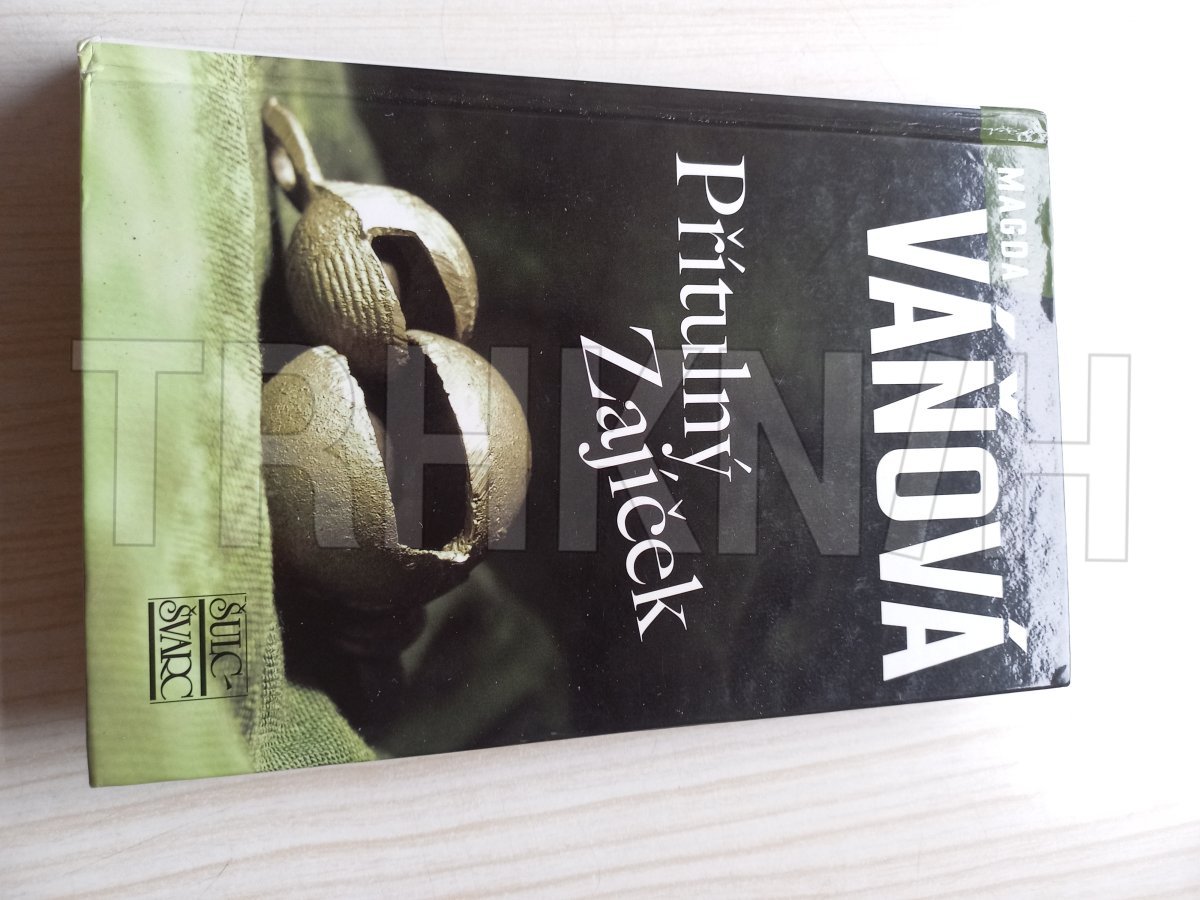 MAGDA
VÁŇOVÁ
Přítulný
Zajíček
ŠULC -
ŠVARC
TRHKNIH